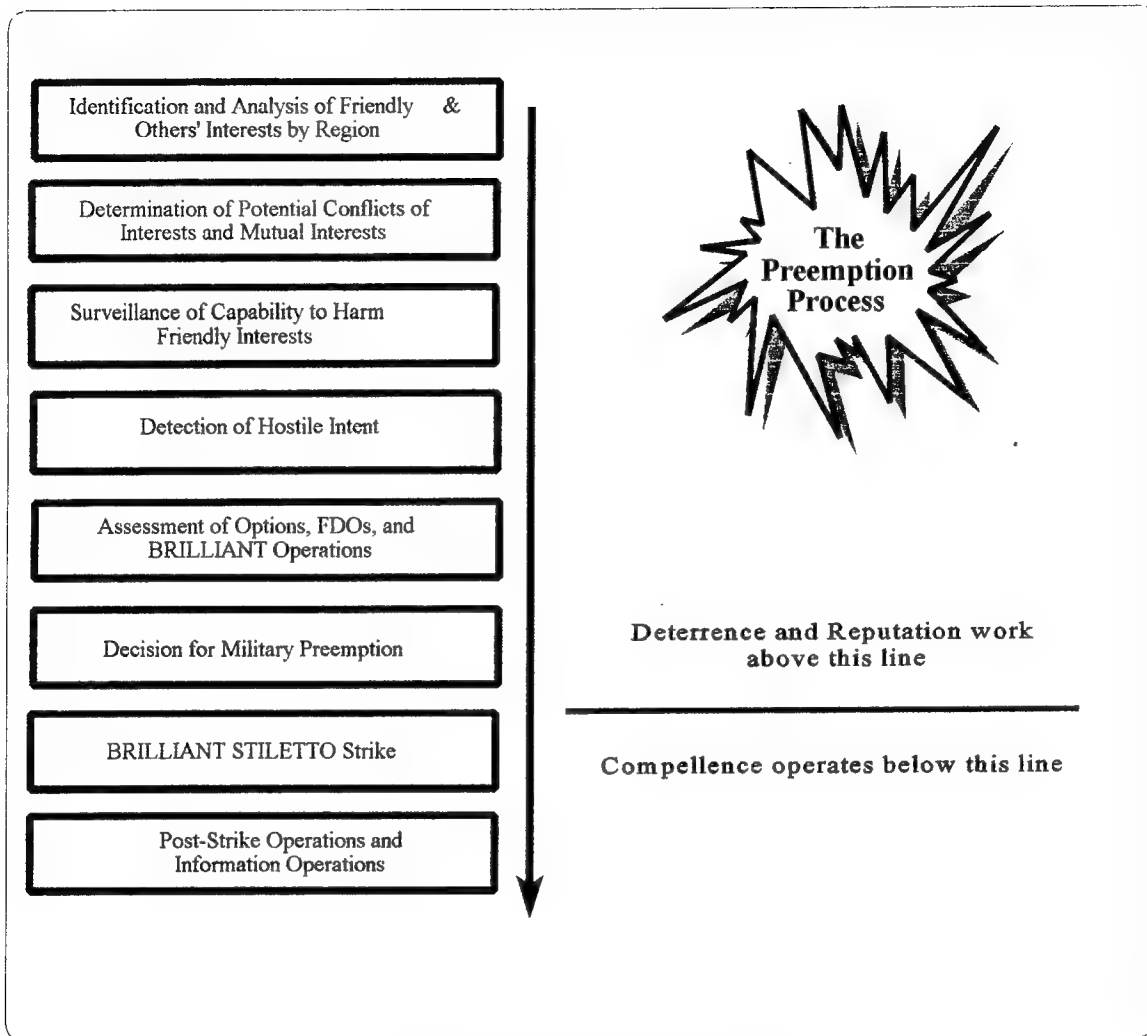 Identification and Analysis of Friendly &
Others' Interests by Region
Determination of Potential Conflicts of
Interests and Mutual Interests
Surveillance of Capability to Harm
Friendly Interests
Detection of Hostile Intent
Assessment of Options, FDOs, and
BRILLIANT Operations
Decision for Military Preemption
BRILLIANT STILETTO Strike
Post-Strike Operations and
Information Operations
The
Preemption
Process
Deterrence and Reputation work
above this line
Compellence operates below this line